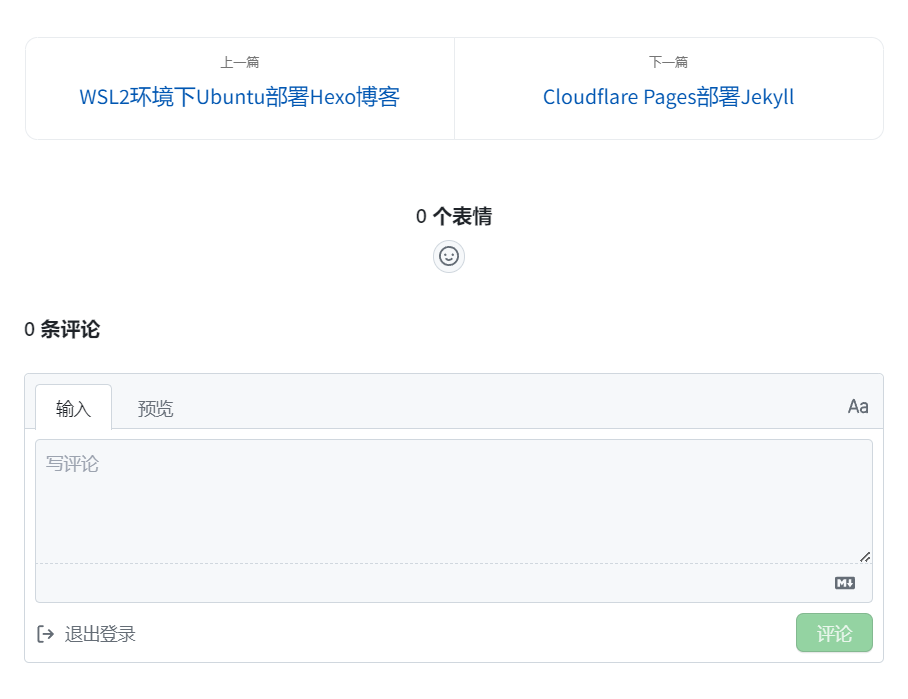 上一篇
WSL2环境下Ubuntu部署Hexo博客
下一篇
Cloudflare Pages部署Jekyll
0 个表情
0 条评论
输入 预览 Aa
写评论
M
退出登录 评论